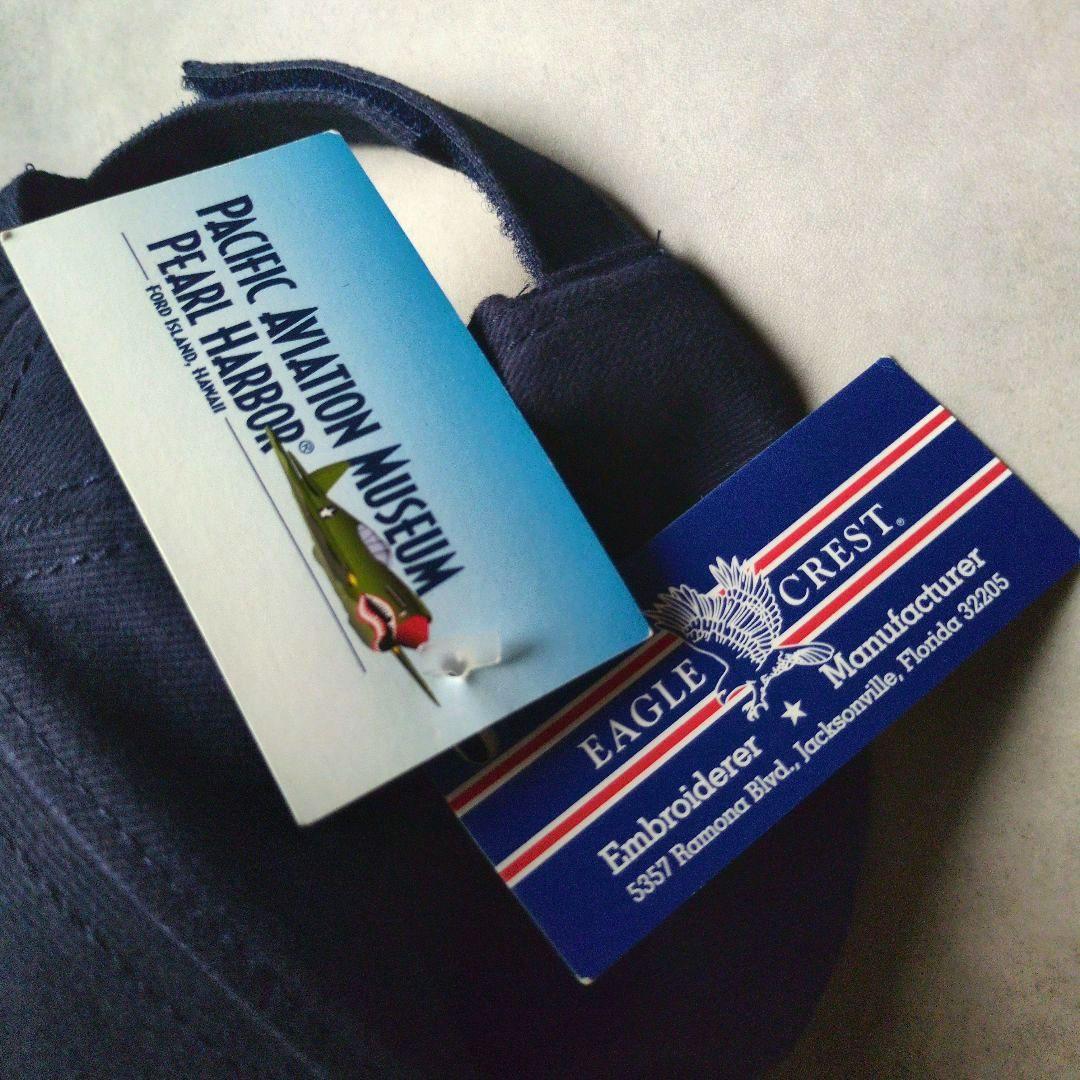 PACIFIC AVIATION MUSEUM
PEARL HARBOR®
FORD ISLAND, HAWAII
EAGLE CREST®
Embroiderer ★ Manufacturer
5357 Ramona Blvd., Jacksonville, Florida 32205